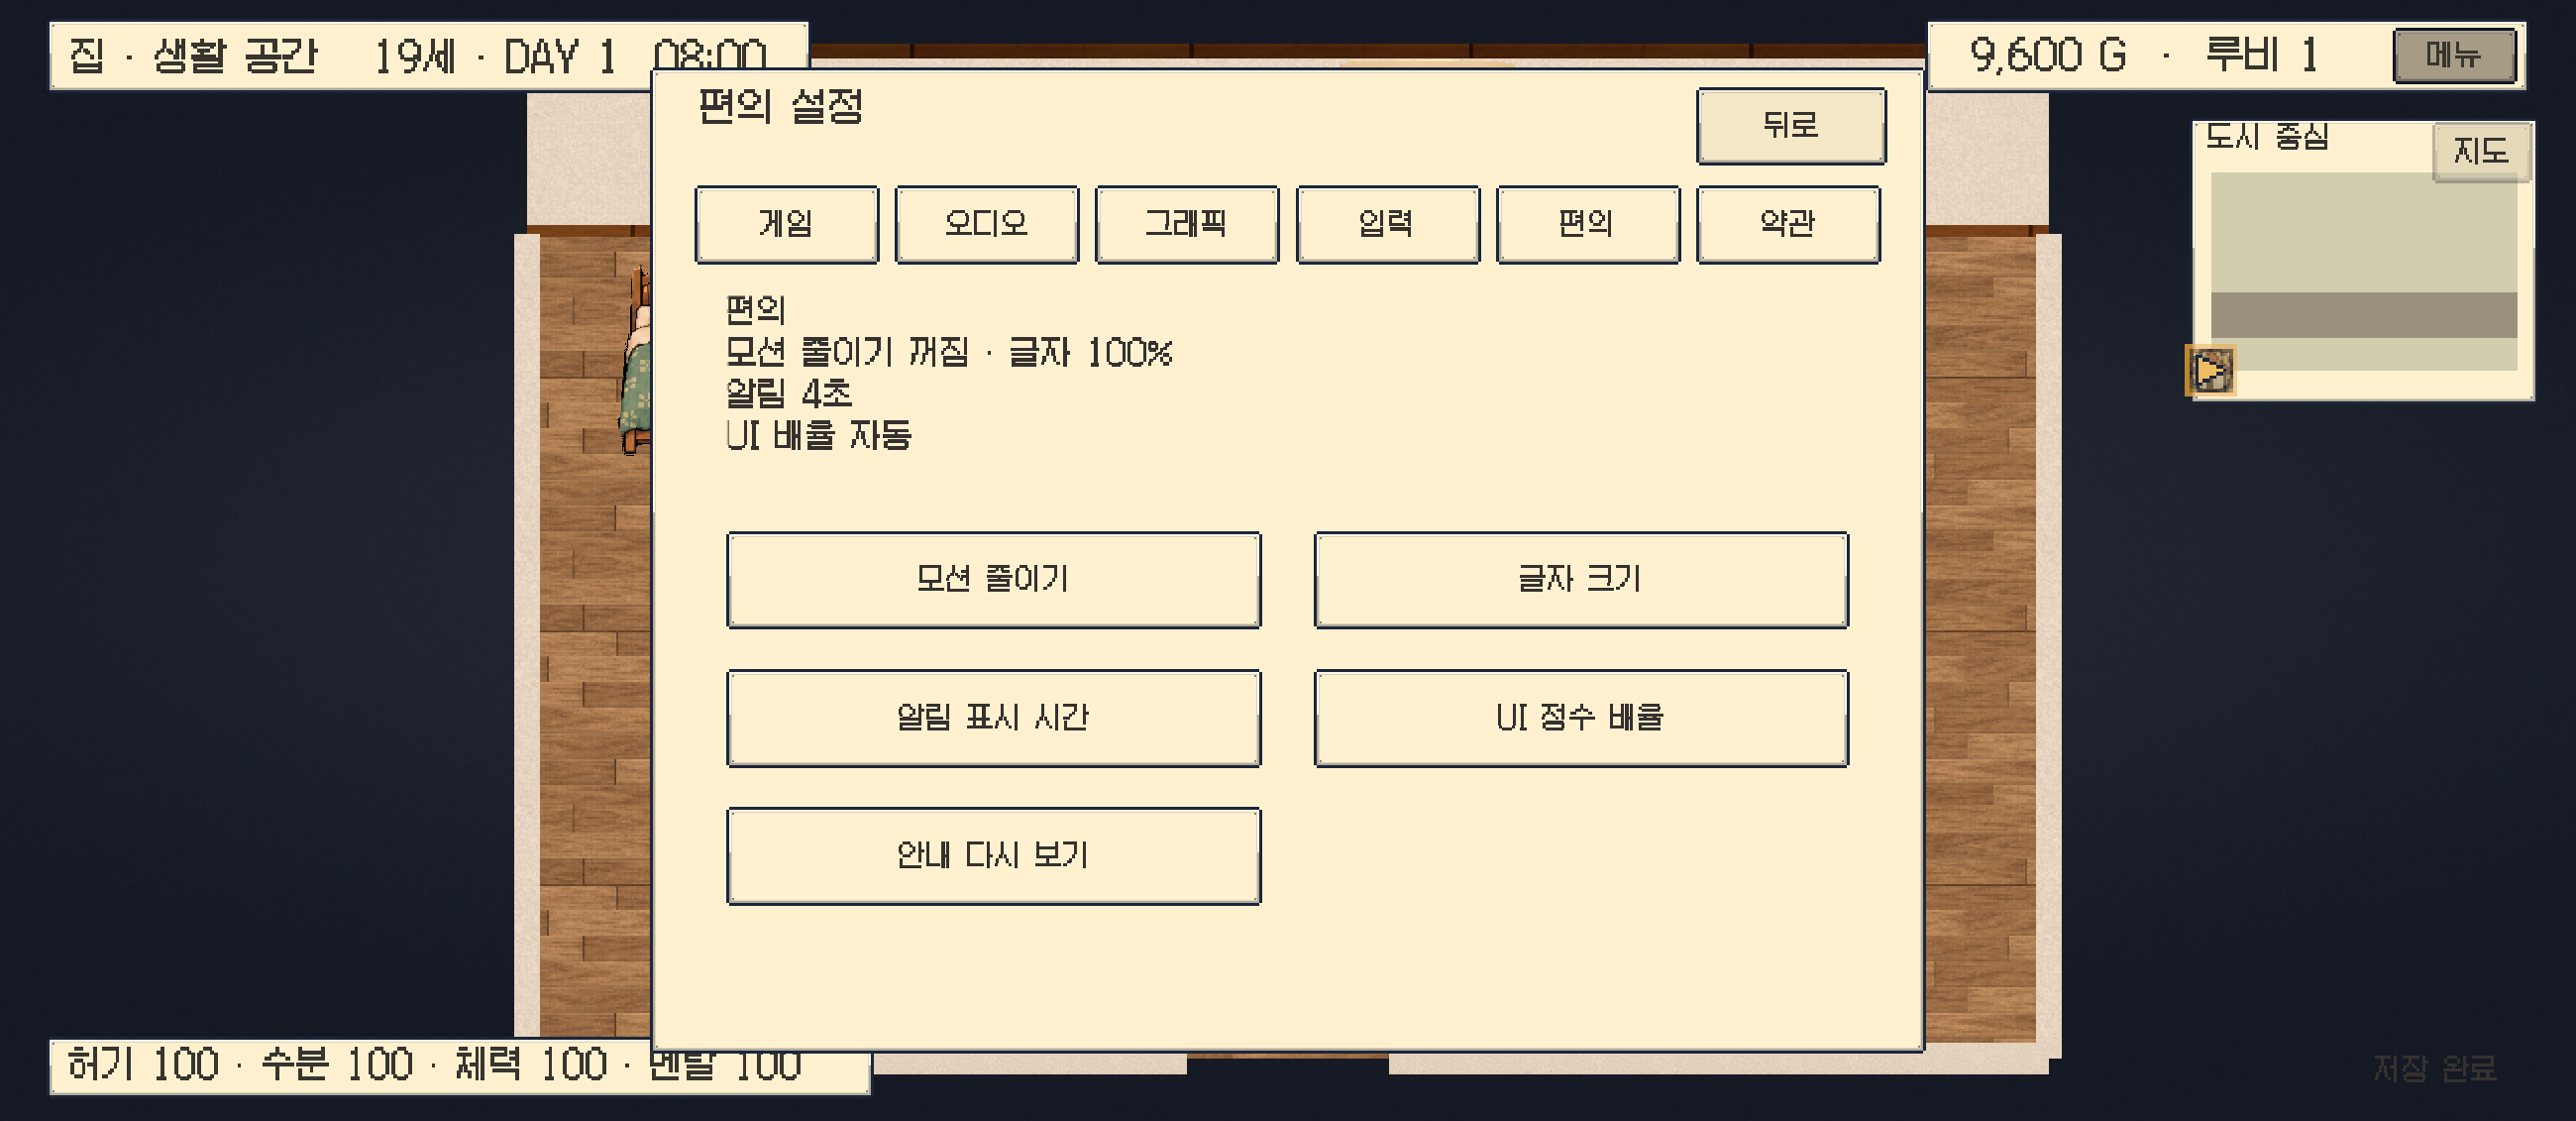 집 · 생활 공간 19세 · DAY 1 08:00
9,600 G · 루비 1
메뉴
편의 설정
뒤로
도시 중심
지도
게임
오디오
그래픽
입력
편의
약관
편의
모션 줄이기 꺼짐 · 글자 100%
알림 4초
UI 배율 자동
모션 줄이기
글자 크기
알림 표시 시간
UI 정수 배율
안내 다시 보기
허기 100 · 수분 100 · 체력 100 · 멘탈 100
저장 완료